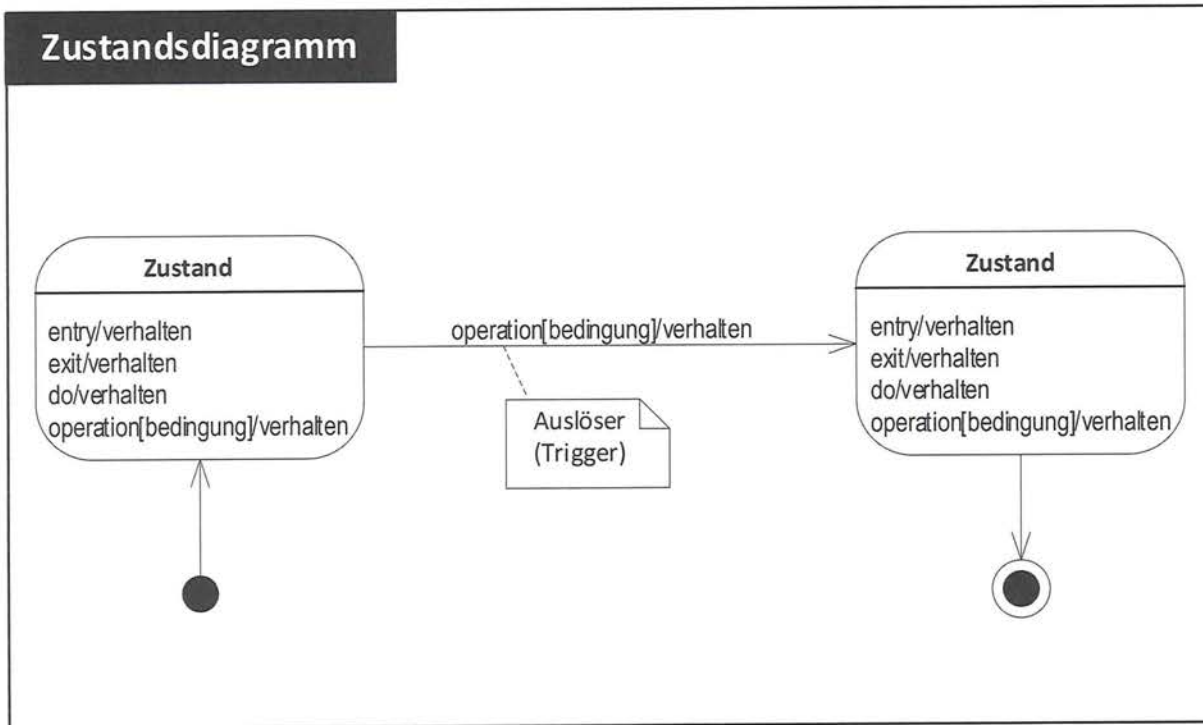 Zustandsdiagramm
Zustand
entry/verhalten
exit/verhalten
do/verhalten
operation[bedingung]/verhalten
operation[bedingung]/verhalten
Auslöser
(Trigger)
Zustand
entry/verhalten
exit/verhalten
do/verhalten
operation[bedingung]/verhalten